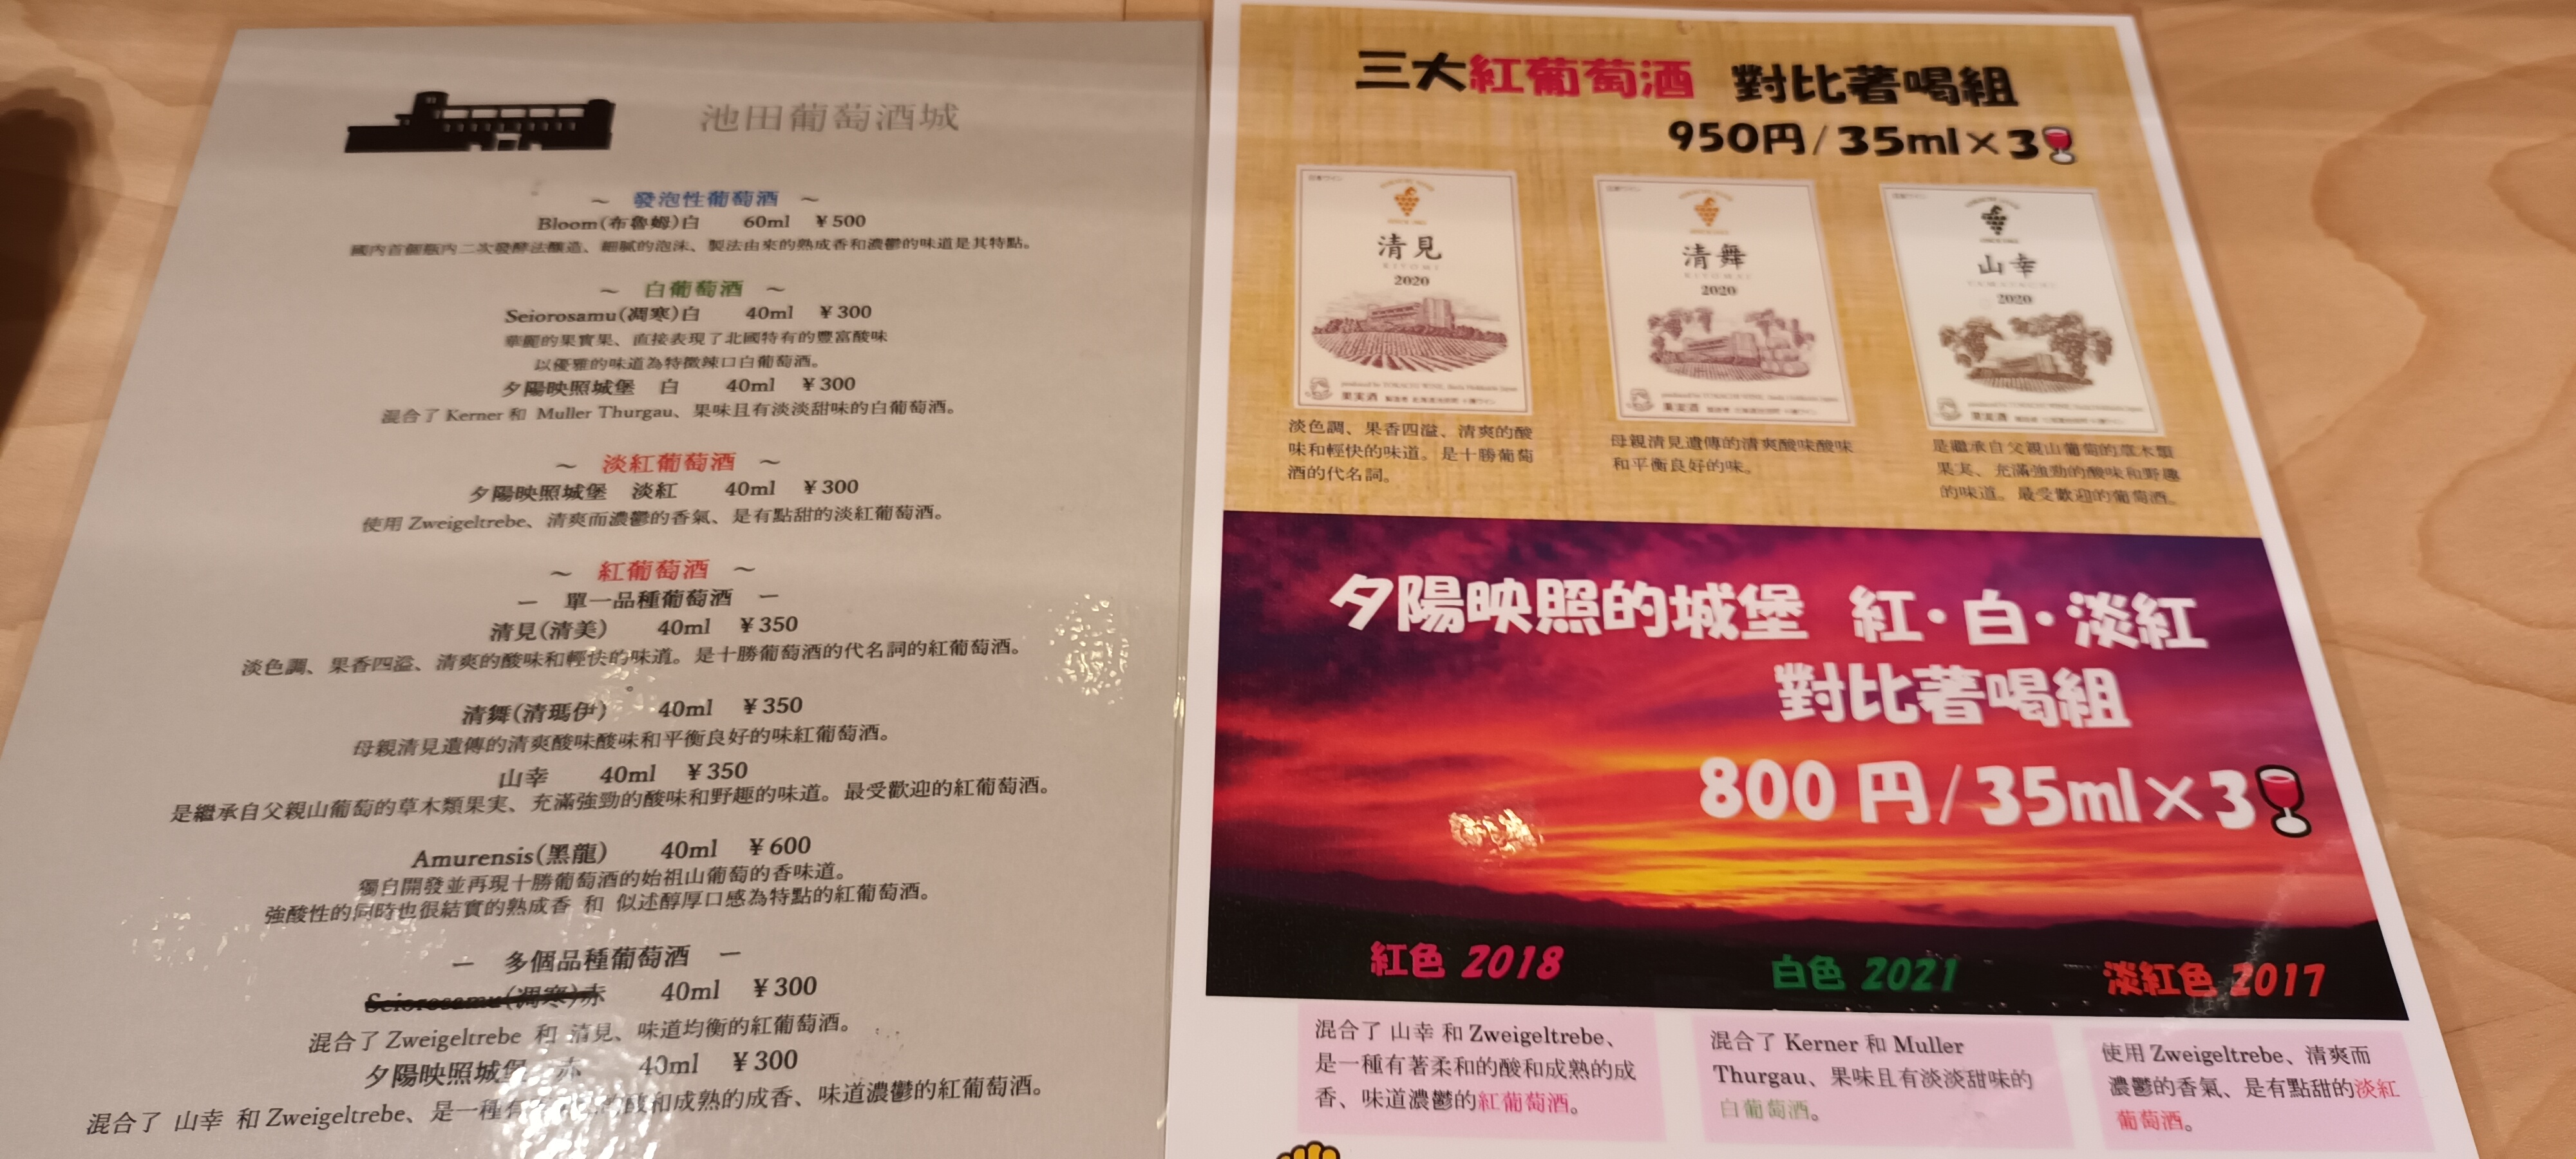 池田葡萄酒城
～ 發泡性葡萄酒 ～
Bloom(布魯姆)白 60ml ￥500
國內首個瓶內二次發酵法釀造、細膩的泡沫、製法由來的熟成香和濃鬱的味道是其特點。
～ 白葡萄酒 ～
Seiorosamu(凋寒)白 40ml ￥300
華麗的果實果、直接表現了北國特有的豐富酸味
以優雅的味道為特徵辣口白葡萄酒。
夕陽映照城堡 白 40ml ￥300
混合了 Kerner 和 Muller Thurgau、果味且有淡淡甜味的白葡萄酒。
～ 淡紅葡萄酒 ～
夕陽映照城堡 淡紅 40ml ￥300
使用 Zweigeltrebe、清爽而濃鬱的香氣、是有點甜的淡紅葡萄酒。
～ 紅葡萄酒 ～
ー 單一品種葡萄酒 ー
清見(清美) 40ml ￥350
淡色調、果香四溢、清爽的酸味和輕快的味道。是十勝葡萄酒的代名詞的紅葡萄酒。
。
清舞(清瑪伊) 40ml ￥350
母親清見遺傳的清爽酸味酸味和平衡良好的味紅葡萄酒。
山幸 40ml ￥350
是繼承自父親山葡萄的草木類果実、充滿強勁的酸味和野趣的味道。最受歡迎的紅葡萄酒。
Amurensis(黑龍) 40ml ￥600
獨自開發並再現十勝葡萄酒的始祖山葡萄的香味道。
強酸性的同時也很結實的熟成香 和 似述醇厚口感為特點的紅葡萄酒。
ー 多個品種葡萄酒 ー
Seiorosamu(凋寒)赤 40ml ￥300
混合了 Zweigeltrebe 和 清見、味道均衡的紅葡萄酒。
夕陽映照城堡 赤 40ml ￥300
混合了 山幸 和 Zweigeltrebe、是一種有 的酸和成熟的成香、味道濃鬱的紅葡萄酒。
三大紅葡萄酒 對比著喝組
950円/35ml×3
清見
KIYOMI
2020
果実酒
淡色調、果香四溢、清爽的酸
味和輕快的味道。是十勝葡萄
酒的代名詞。
清舞
KIYOMAI
2020
果実酒
母親清見遺傳的清爽酸味酸味
和平衡良好的味。
山幸
YAMASACHI
2020
果実酒
是繼承自父親山葡萄的草木類
果実、充滿強勁的酸味和野趣
的味道。最受歡迎的葡萄酒。
夕陽映照的城堡 紅・白・淡紅
對比著喝組
800 円/35ml×3
紅色 2018
白色 2021
淡紅色 2017
混合了 山幸 和 Zweigeltrebe、
是一種有著柔和的酸和成熟的成
香、味道濃鬱的紅葡萄酒。
混合了 Kerner 和 Muller
Thurgau、果味且有淡淡甜味的
白葡萄酒。
使用 Zweigeltrebe、清爽而
濃鬱的香氣、是有點甜的淡紅
葡萄酒。